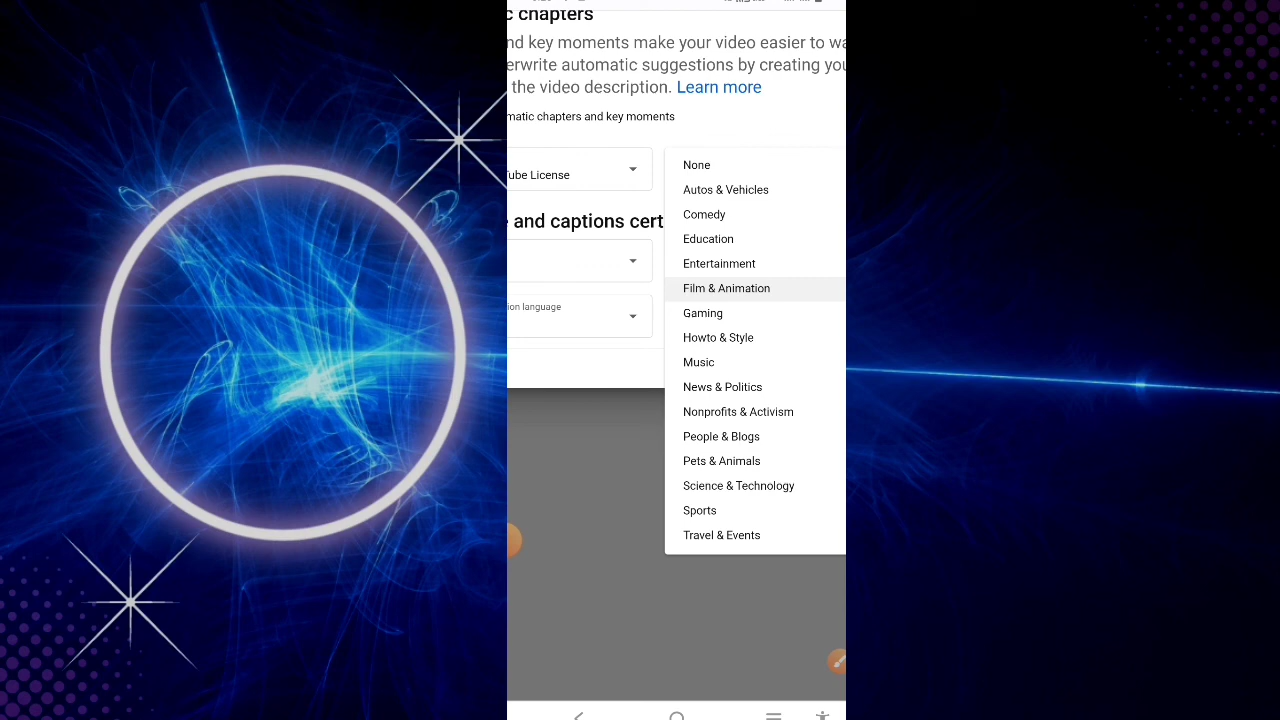 c chapters
nd key moments make your video easier to wa
erwrite automatic suggestions by creating you
the video description. Learn more
matic chapters and key moments
Tube License
and captions cert
ion language
None
Autos & Vehicles
Comedy
Education
Entertainment
Film & Animation
Gaming
Howto & Style
Music
News & Politics
Nonprofits & Activism
People & Blogs
Pets & Animals
Science & Technology
Sports
Travel & Events